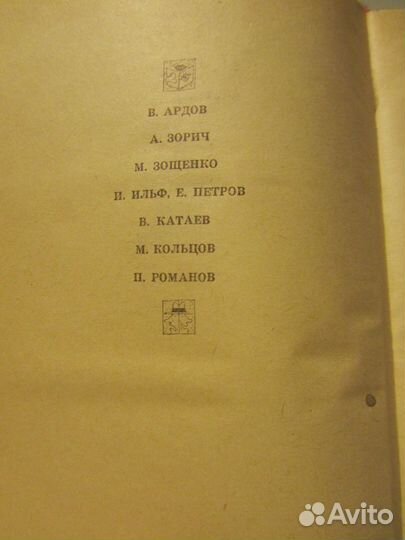 В. АРДОВ
А. ЗОРИЧ
М. ЗОЩЕНКО
И. ИЛЬФ, Е. ПЕТРОВ
В. КАТАЕВ
М. КОЛЬЦОВ
П. РОМАНОВ
Avito